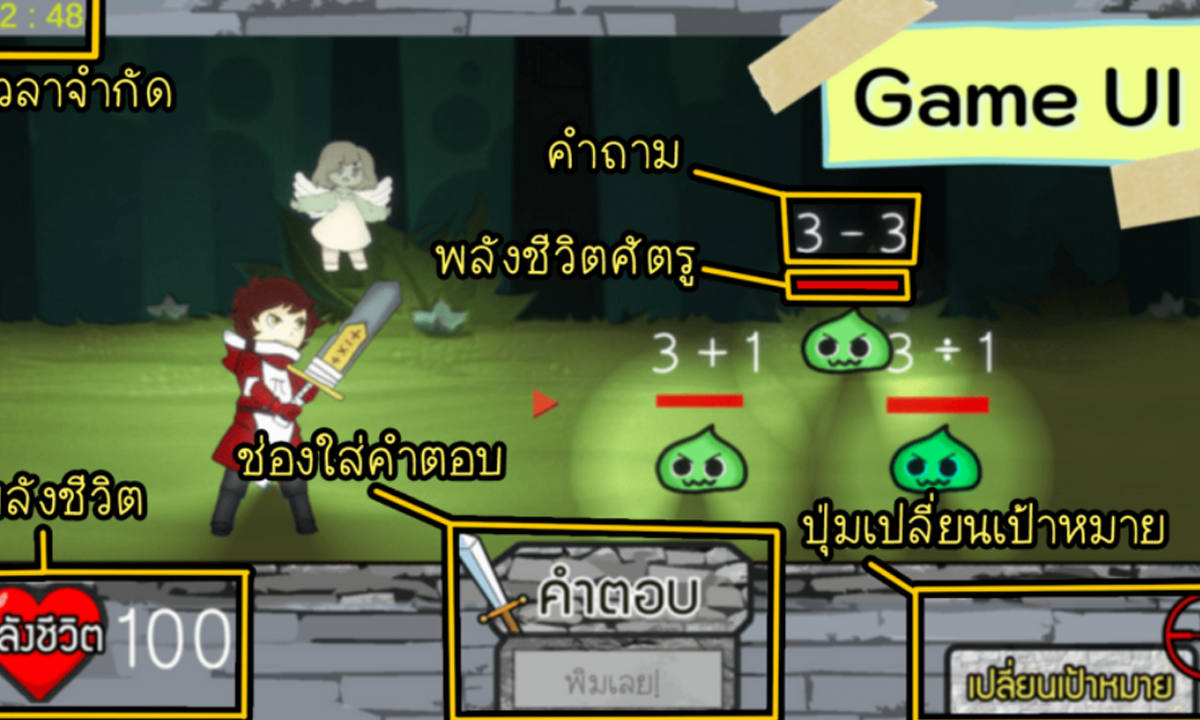 2 : 48
วลาจำกัด
Game UI
คำถาม
3 - 3
พลังชีวิตศัตรู
3 + 1
3 ÷ 1
ช่องใส่คำตอบ
ลังชีวิต
ปุ่มเปลี่ยนเป้าหมาย
ลังชีวิต 100
คำตอบ
พิมเลย!
เปลี่ยนเป้าหมาย